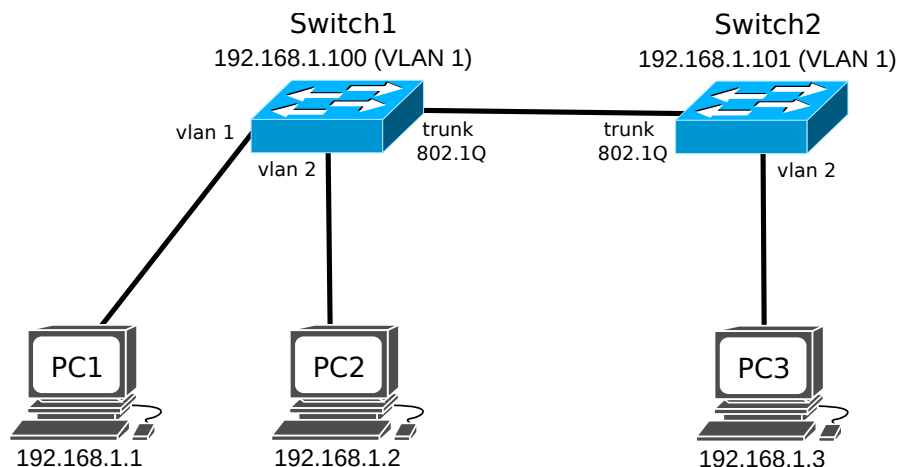 Switch1
192.168.1.100 (VLAN 1)
Switch2
192.168.1.101 (VLAN 1)
vlan 1
vlan 2
trunk
802.1Q
trunk
802.1Q
vlan 2
PC1
PC2
PC3
192.168.1.1
192.168.1.2
192.168.1.3